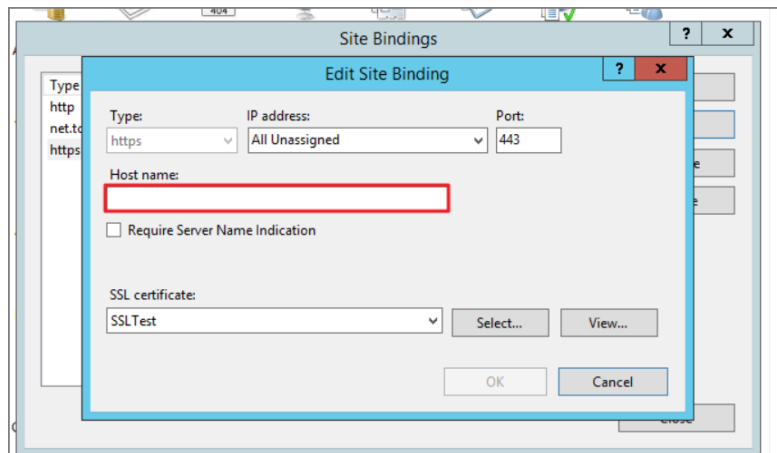 404
Site Bindings
? x
Edit Site Binding
? x
Type
http
net.tc
https
Type:
IP address:
Port:
https
All Unassigned
443
Host name:
Require Server Name Indication
SSL certificate:
SSLTest
Select...
View...
OK
Cancel
Close